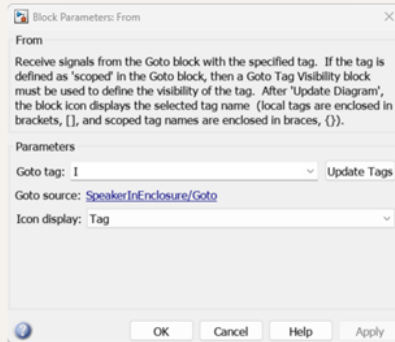 Block Parameters: From
From
Receive signals from the Goto block with the specified tag. If the tag is
defined as 'scoped' in the Goto block, then a Goto Tag Visibility block
must be used to define the visibility of the tag. After 'Update Diagram',
the block icon displays the selected tag name (local tags are enclosed in
brackets, [], and scoped tag names are enclosed in braces, {}).
Parameters
Goto tag: I Update Tags
Goto source: SpeakerInEnclosure/Goto
Icon display: Tag
OK Cancel Help Apply